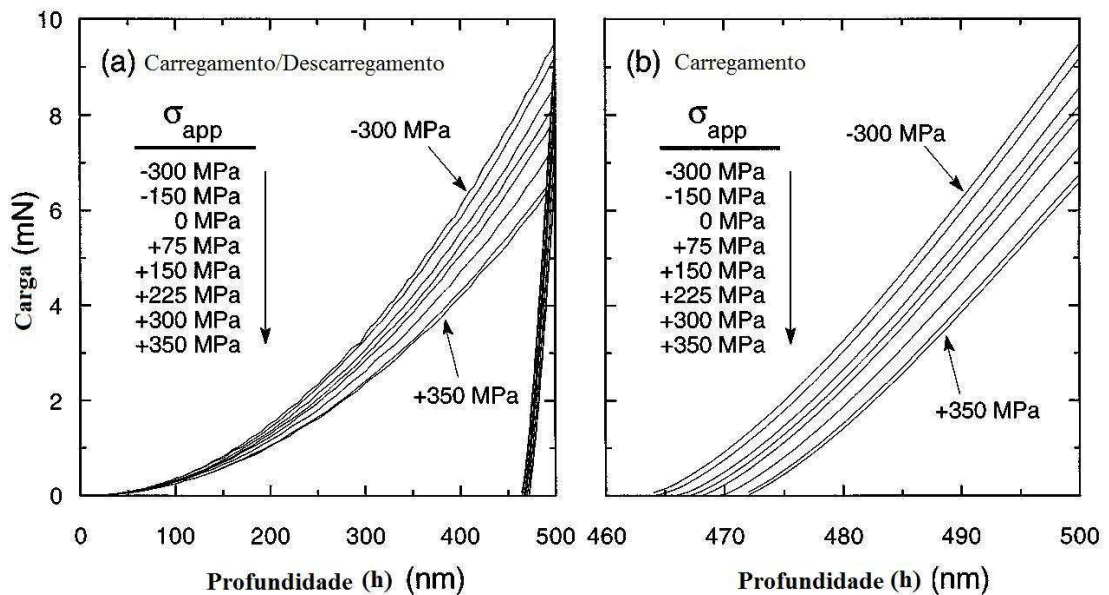 (a) Carregamento/Descarregamento
σapp
-300 MPa
-150 MPa
0 MPa
+75 MPa
+150 MPa
+225 MPa
+300 MPa
+350 MPa
-300 MPa
+350 MPa
10
8
6
4
2
0
Carga (mN)
0 100 200 300 400 500
Profundidade (h) (nm)
(b) Carregamento
σapp
-300 MPa
-150 MPa
0 MPa
+75 MPa
+150 MPa
+225 MPa
+300 MPa
+350 MPa
-300 MPa
+350 MPa
460 470 480 490 500
Profundidade (h) (nm)